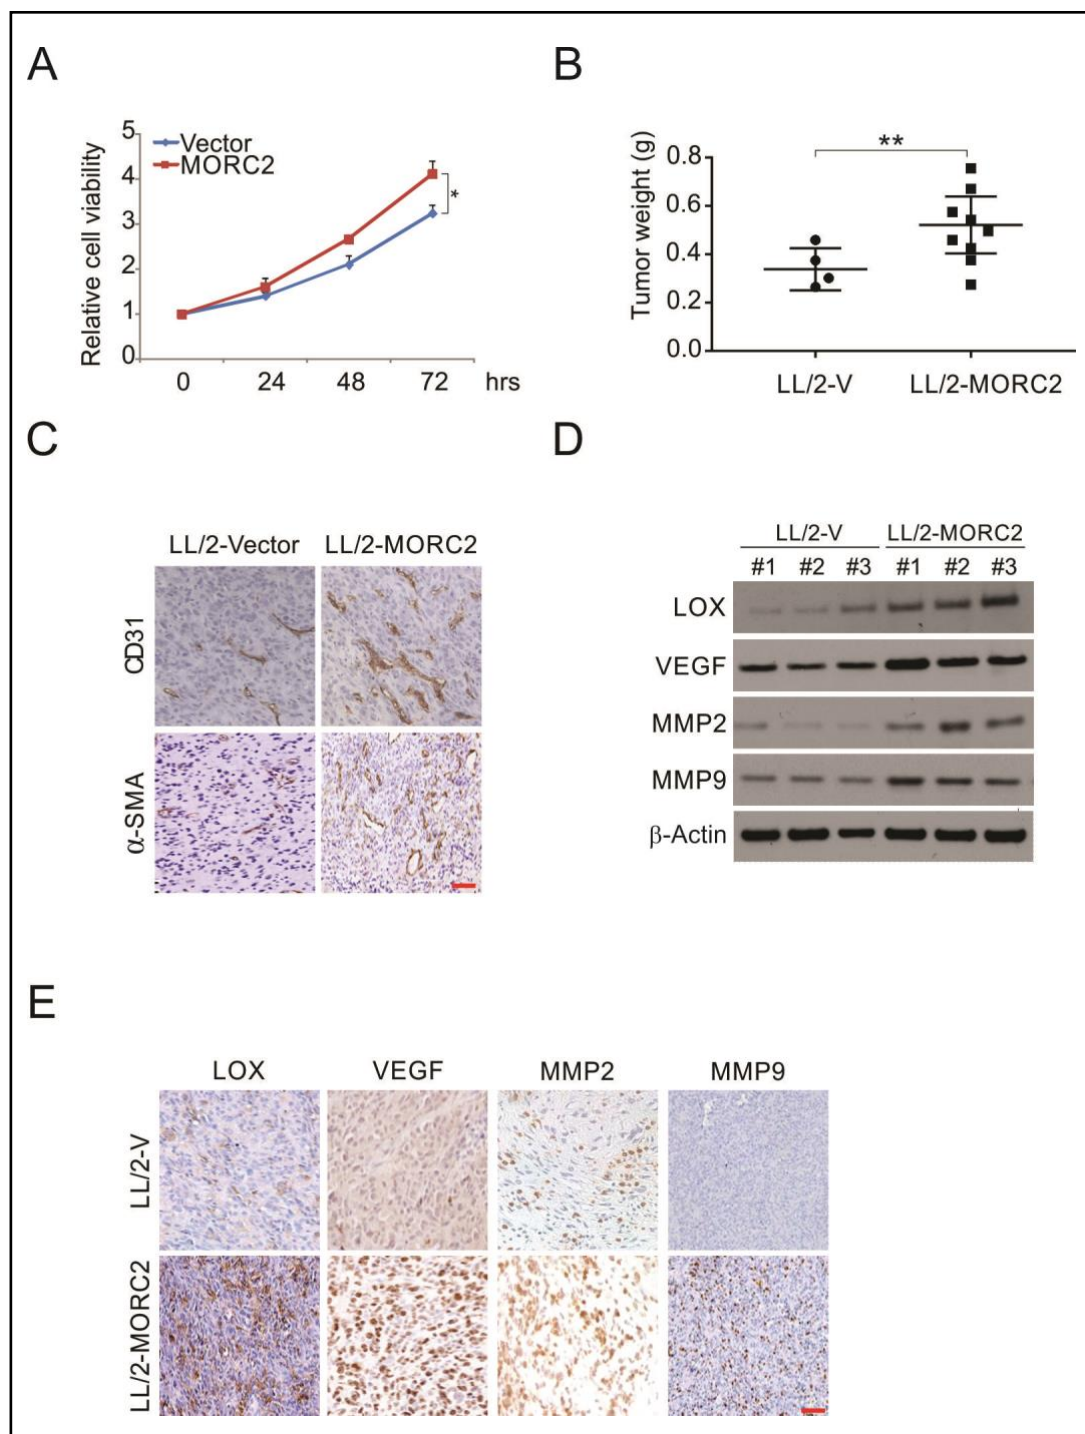 A
Vector
MORC2
Relative cell viability
5
4
3
2
1
0
*
0 24 48 72 hrs
B
**
Tumor weight (g)
0.8
0.6
0.4
0.2
0.0
LL/2-V LL/2-MORC2
C
LL/2-Vector LL/2-MORC2
CD31
α-SMA
D
LL/2-V LL/2-MORC2
#1 #2 #3 #1 #2 #3
LOX
VEGF
MMP2
MMP9
β-Actin
E
LOX VEGF MMP2 MMP9
LL/2-V
LL/2-MORC2